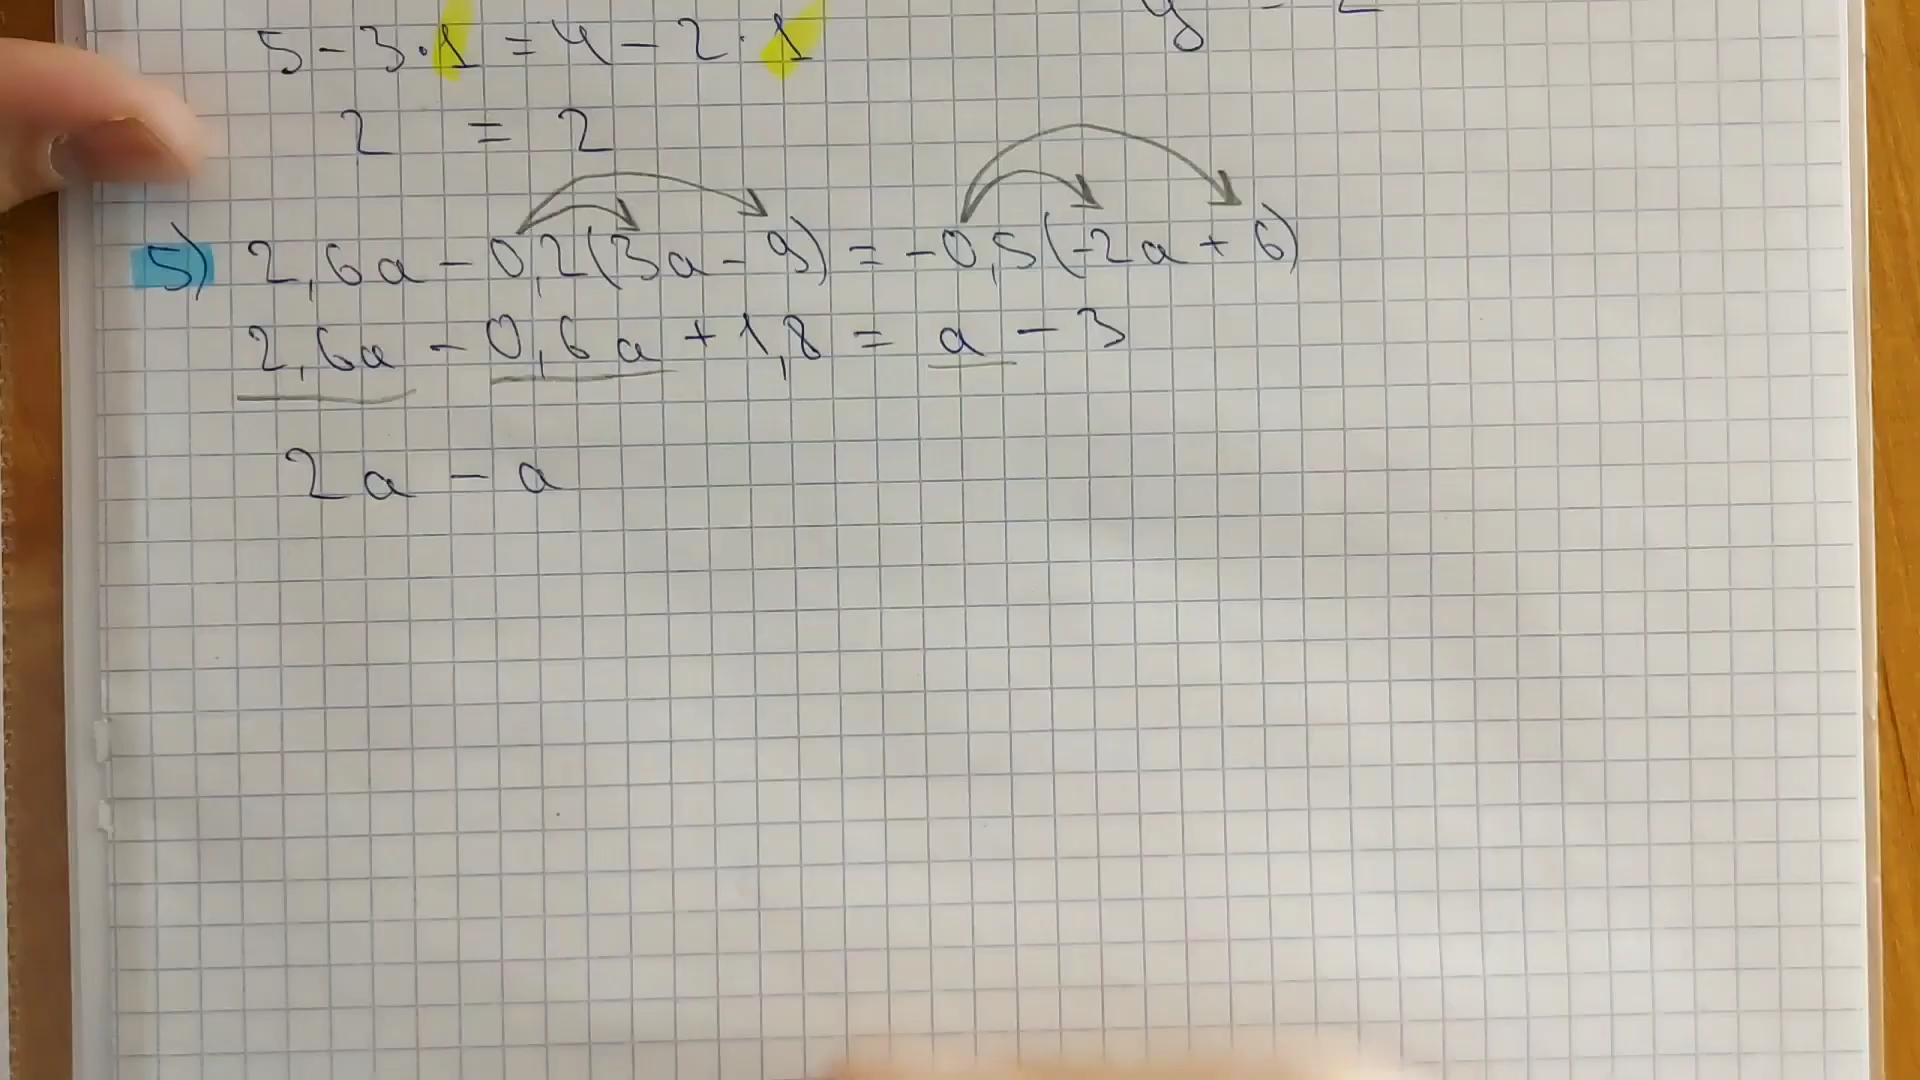 5 - 3 · 1 = 4 - 2 · 1
2 = 2
5) 2,6a - 0,2(3a - 9) = -0,5(-2a + 6)
2,6a - 0,6a + 1,8 = a - 3
2a - a